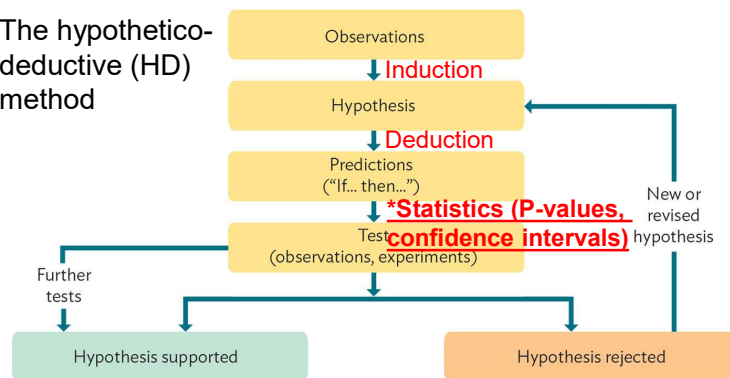 The hypothetico-
deductive (HD)
method
Observations
Induction
Hypothesis
Deduction
Predictions
("If... then...")
*Statistics (P-values,
confidence intervals)
Test
(observations, experiments)
New or
revised
hypothesis
Further
tests
Hypothesis supported
Hypothesis rejected